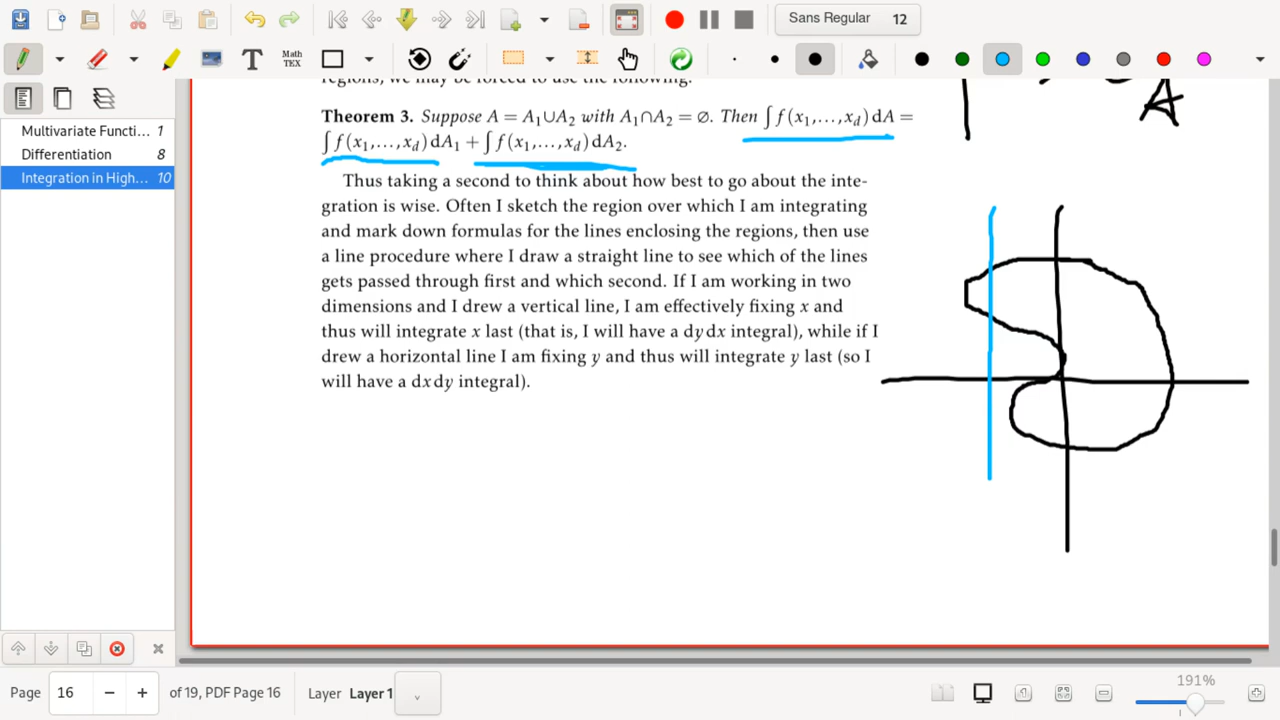 Sans Regular 12
Math
TEX
Multivariate Functi... 1
Differentiation 8
Integration in High... 10
regions, we may be forced to use the following.
Theorem 3. Suppose A = A₁∪A₂ with A₁∩A₂ = ∅. Then ∫ f(x₁,...,x_d) dA =
∫ f(x₁,...,x_d) dA₁ + ∫ f(x₁,...,x_d) dA₂.
Thus taking a second to think about how best to go about the inte-
gration is wise. Often I sketch the region over which I am integrating
and mark down formulas for the lines enclosing the regions, then use
a line procedure where I draw a straight line to see which of the lines
gets passed through first and which second. If I am working in two
dimensions and I drew a vertical line, I am effectively fixing x and
thus will integrate x last (that is, I will have a dy dx integral), while if I
drew a horizontal line I am fixing y and thus will integrate y last (so I
will have a dx dy integral).
A
Page 16 of 19, PDF Page 16 Layer Layer 1 191%